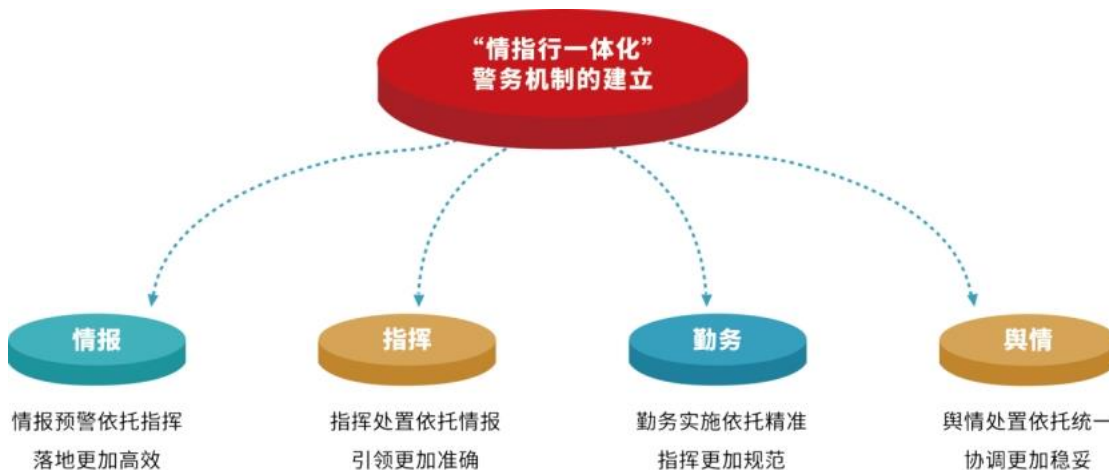 “情指行一体化”
警务机制的建立
情报
指挥
勤务
舆情
情报预警依托指挥
落地更加高效
指挥处置依托情报
引领更加准确
勤务实施依托精准
指挥更加规范
舆情处置依托统一
协调更加稳妥